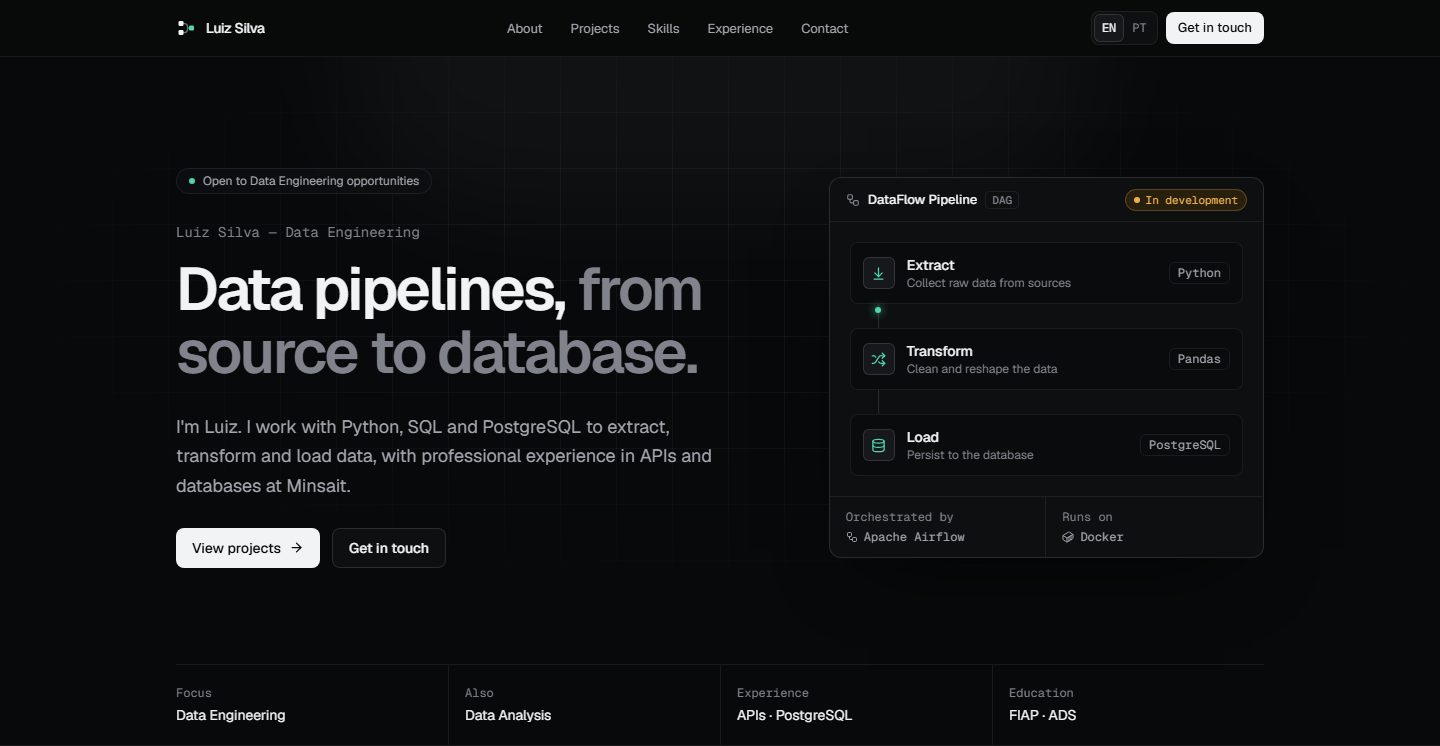 Luiz Silva
About
Projects
Skills
Experience
Contact
EN
PT
Get in touch
Open to Data Engineering opportunities
Luiz Silva — Data Engineering
Data pipelines, from
source to database.
I'm Luiz. I work with Python, SQL and PostgreSQL to extract,
transform and load data, with professional experience in APIs and
databases at Minsait.
View projects
Get in touch
DataFlow Pipeline
DAG
In development
Extract
Collect raw data from sources
Python
Transform
Clean and reshape the data
Pandas
Load
Persist to the database
PostgreSQL
Orchestrated by
Apache Airflow
Runs on
Docker
Focus
Data Engineering
Also
Data Analysis
Experience
APIs · PostgreSQL
Education
FIAP · ADS